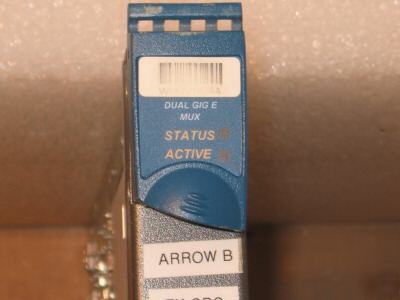 DUAL GIG E
MUX
STATUS
ACTIVE
ARROW B